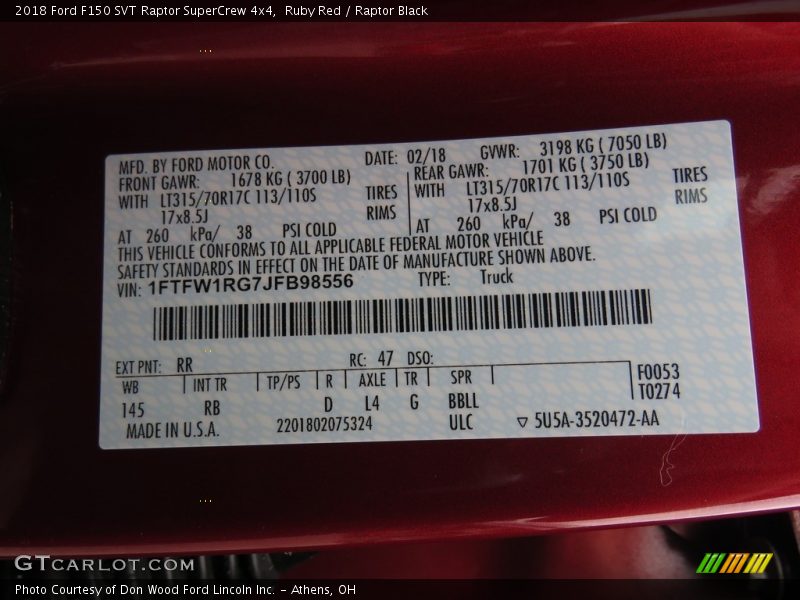 2018 Ford F150 SVT Raptor SuperCrew 4x4, Ruby Red / Raptor Black
MFD. BY FORD MOTOR CO. DATE: 02/18 GVWR: 3198 KG ( 7050 LB)
FRONT GAWR: 1678 KG ( 3700 LB) REAR GAWR: 1701 KG ( 3750 LB)
WITH LT315/70R17C 113/110S TIRES WITH LT315/70R17C 113/110S TIRES
17x8.5J RIMS 17x8.5J RIMS
AT 260 kPa/ 38 PSI COLD AT 260 kPa/ 38 PSI COLD
THIS VEHICLE CONFORMS TO ALL APPLICABLE FEDERAL MOTOR VEHICLE
SAFETY STANDARDS IN EFFECT ON THE DATE OF MANUFACTURE SHOWN ABOVE.
VIN: 1FTFW1RG7JFB98556 TYPE: Truck
EXT PNT: RR RC: 47 DSO:
WB INT TR TP/PS R AXLE TR SPR F0053
T0274
145 RB D L4 G BBLL
MADE IN U.S.A. 2201802075324 ULC ▽ 5U5A-3520472-AA
GTCARLOT.COM
Photo Courtesy of Don Wood Ford Lincoln Inc. - Athens, OH